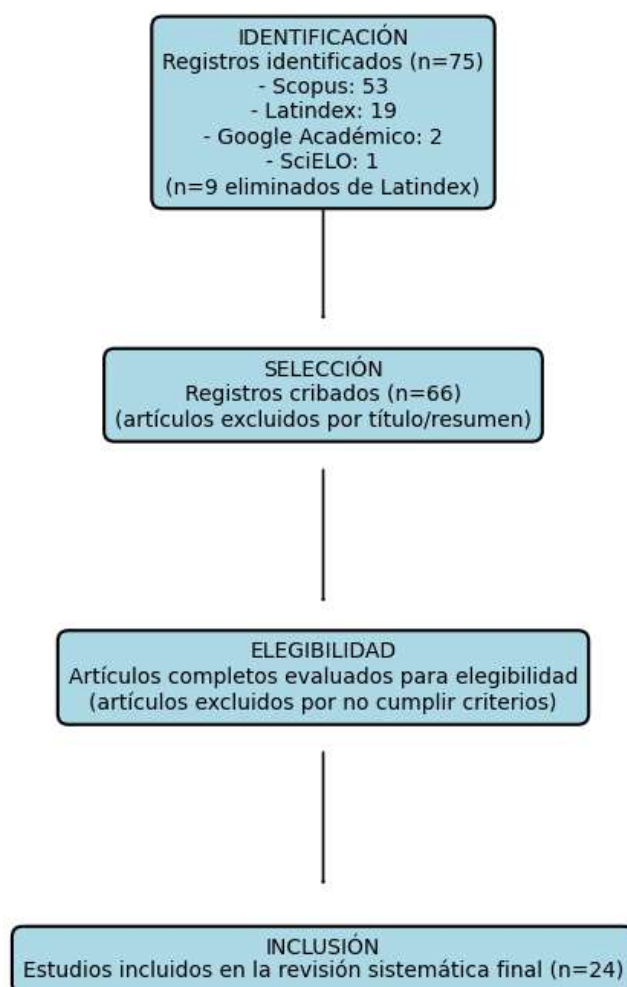 IDENTIFICACIÓN
Registros identificados (n=75)
- Scopus: 53
- Latindex: 19
- Google Académico: 2
- SciELO: 1
(n=9 eliminados de Latindex)
SELECCIÓN
Registros cribados (n=66)
(artículos excluidos por título/resumen)
ELEGIBILIDAD
Artículos completos evaluados para elegibilidad
(artículos excluidos por no cumplir criterios)
INCLUSIÓN
Estudios incluidos en la revisión sistemática final (n=24)